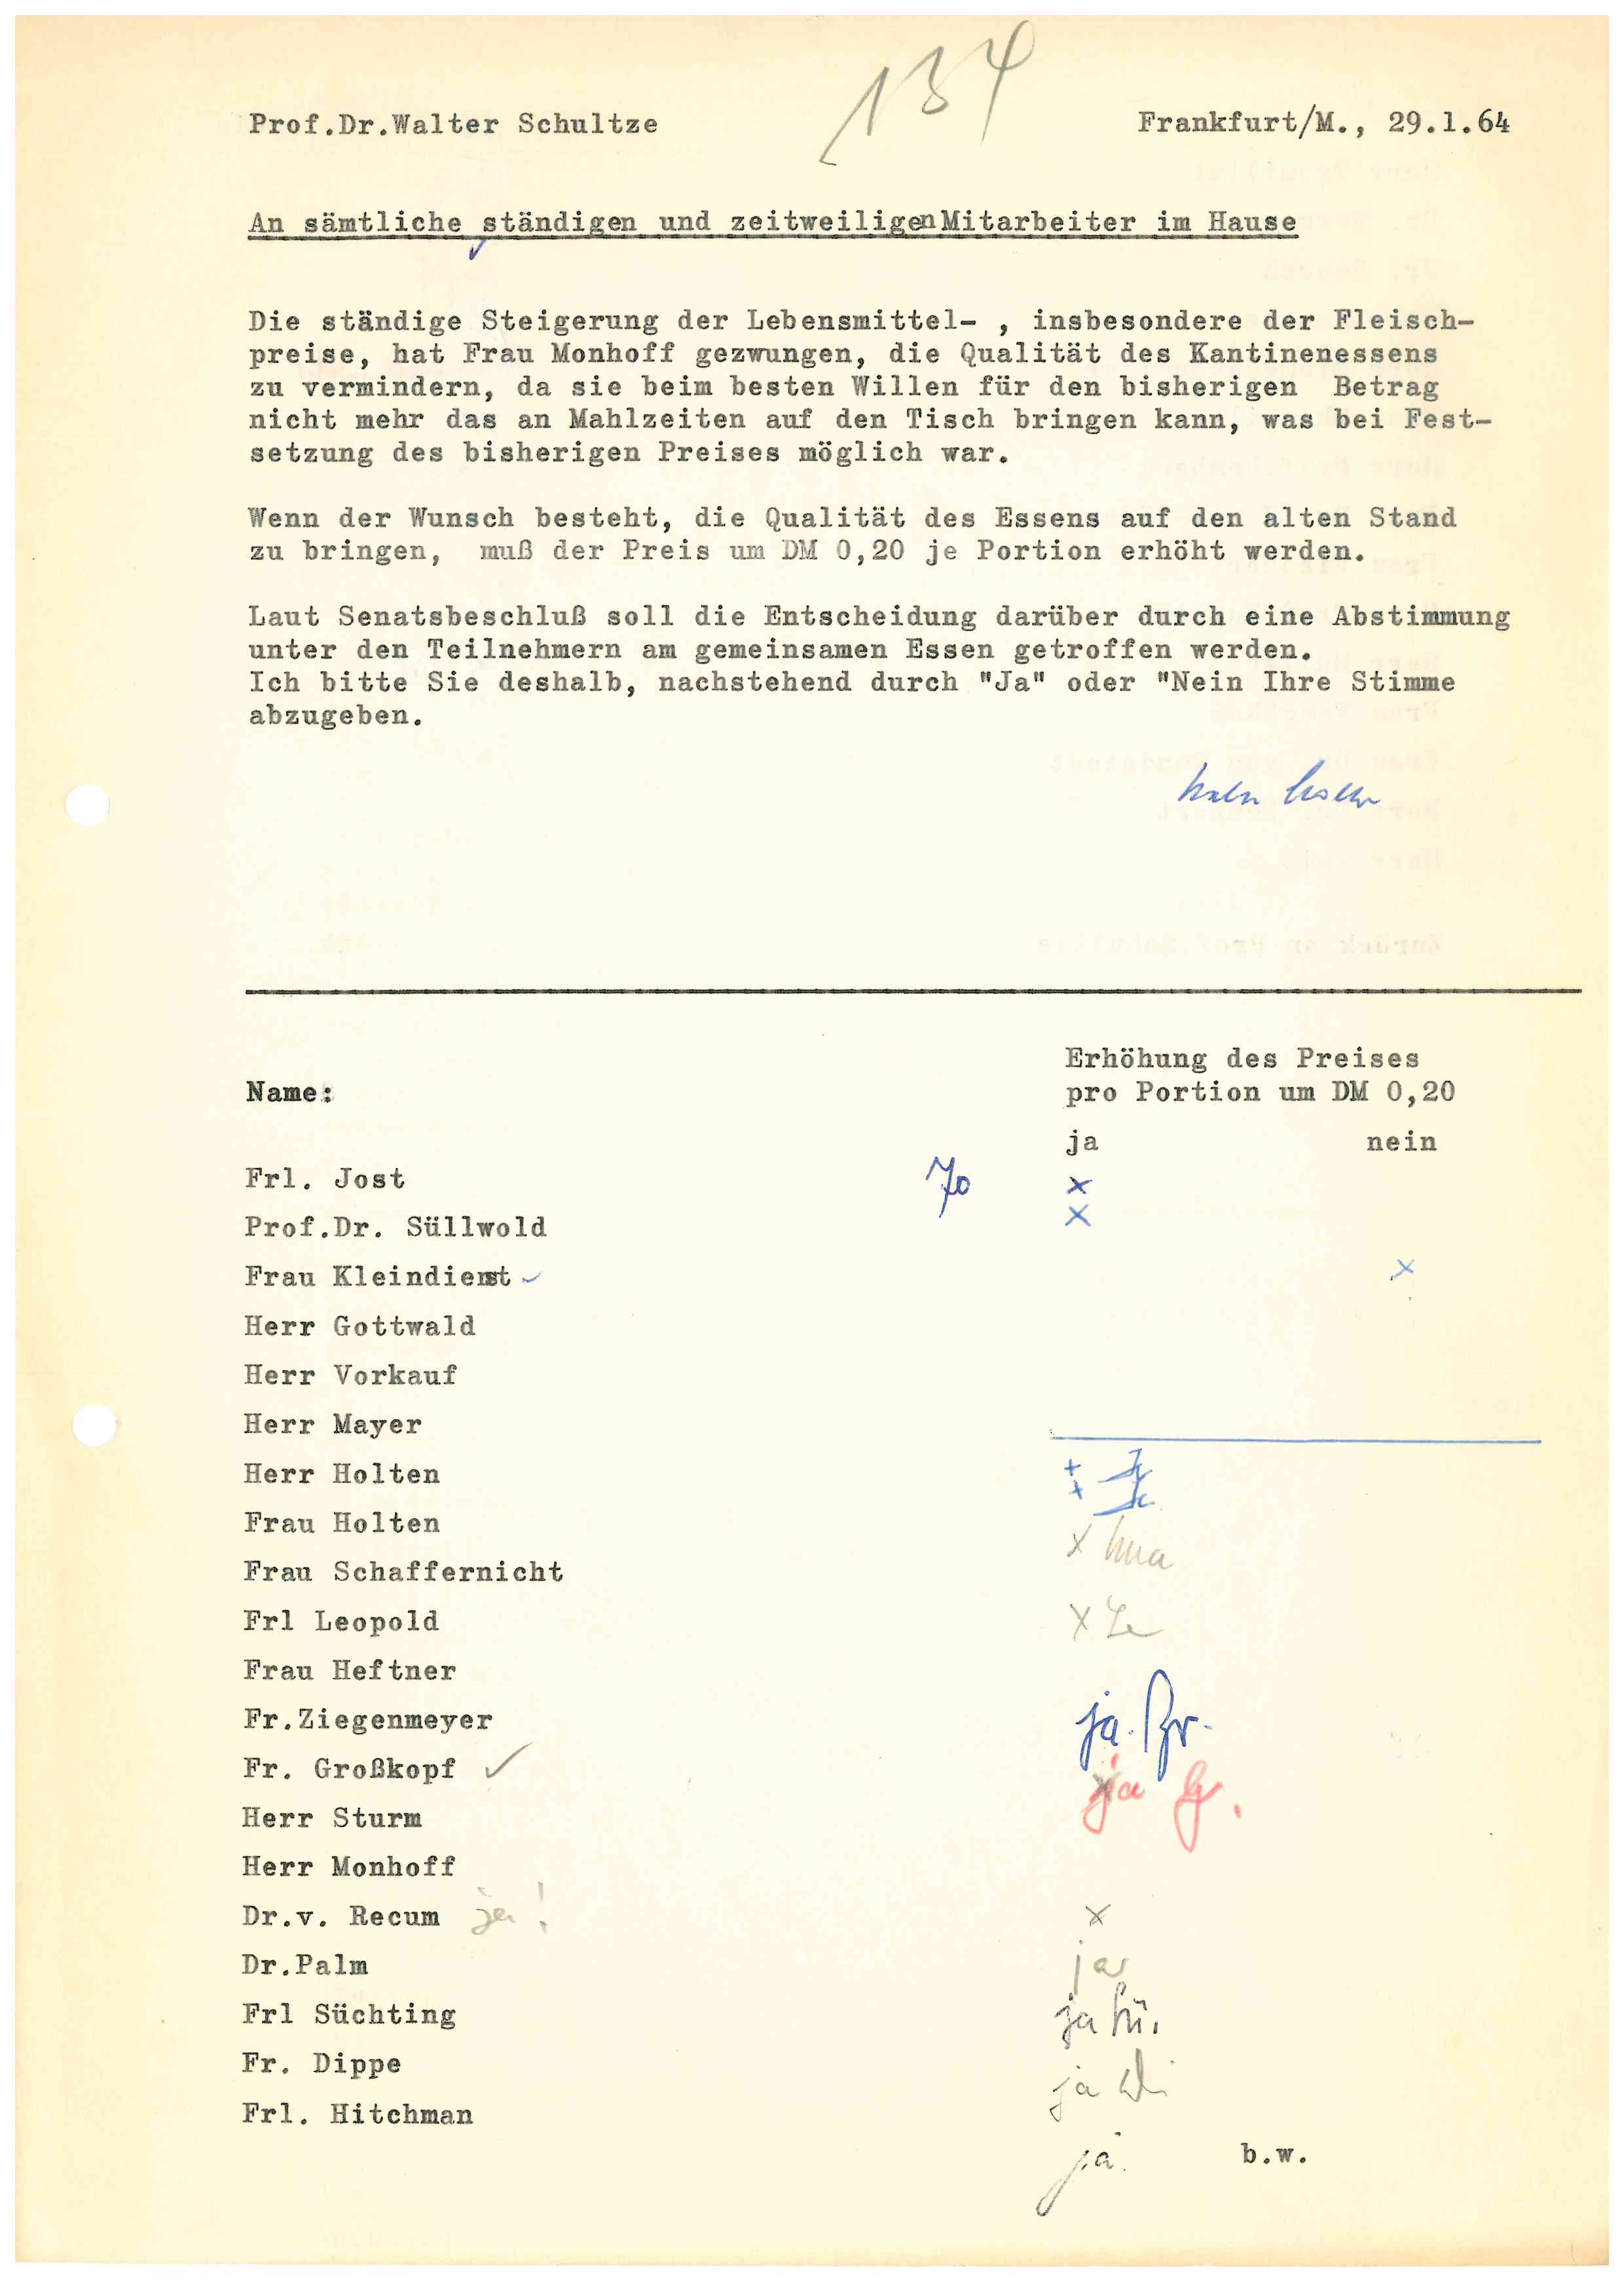 134
Prof.Dr.Walter Schultze Frankfurt/M., 29.1.64
An sämtliche ständigen und zeitweiligen Mitarbeiter im Hause
Die ständige Steigerung der Lebensmittel- , insbesondere der Fleisch-
preise, hat Frau Monhoff gezwungen, die Qualität des Kantinenessens
zu vermindern, da sie beim besten Willen für den bisherigen Betrag
nicht mehr das an Mahlzeiten auf den Tisch bringen kann, was bei Fest-
setzung des bisherigen Preises möglich war.
Wenn der Wunsch besteht, die Qualität des Essens auf den alten Stand
zu bringen, muß der Preis um DM 0,20 je Portion erhöht werden.
Laut Senatsbeschluß soll die Entscheidung darüber durch eine Abstimmung
unter den Teilnehmern am gemeinsamen Essen getroffen werden.
Ich bitte Sie deshalb, nachstehend durch "Ja" oder "Nein Ihre Stimme
abzugeben.
Erhöhung des Preises
Name: pro Portion um DM 0,20
ja nein
Frl. Jost x
Prof.Dr. Süllwold x
Frau Kleindienst x
Herr Gottwald
Herr Vorkauf
Herr Mayer
Herr Holten +
Frau Holten +
Frau Schaffernicht x
Frl Leopold x Le
Frau Heftner
Fr.Ziegenmeyer ja.
Fr. Großkopf ja
Herr Sturm
Herr Monhoff
Dr.v. Recum ja! x
Dr.Palm ja
Frl Süchting ja Sü.
Fr. Dippe ja Di
Frl. Hitchman
ja. b.w.